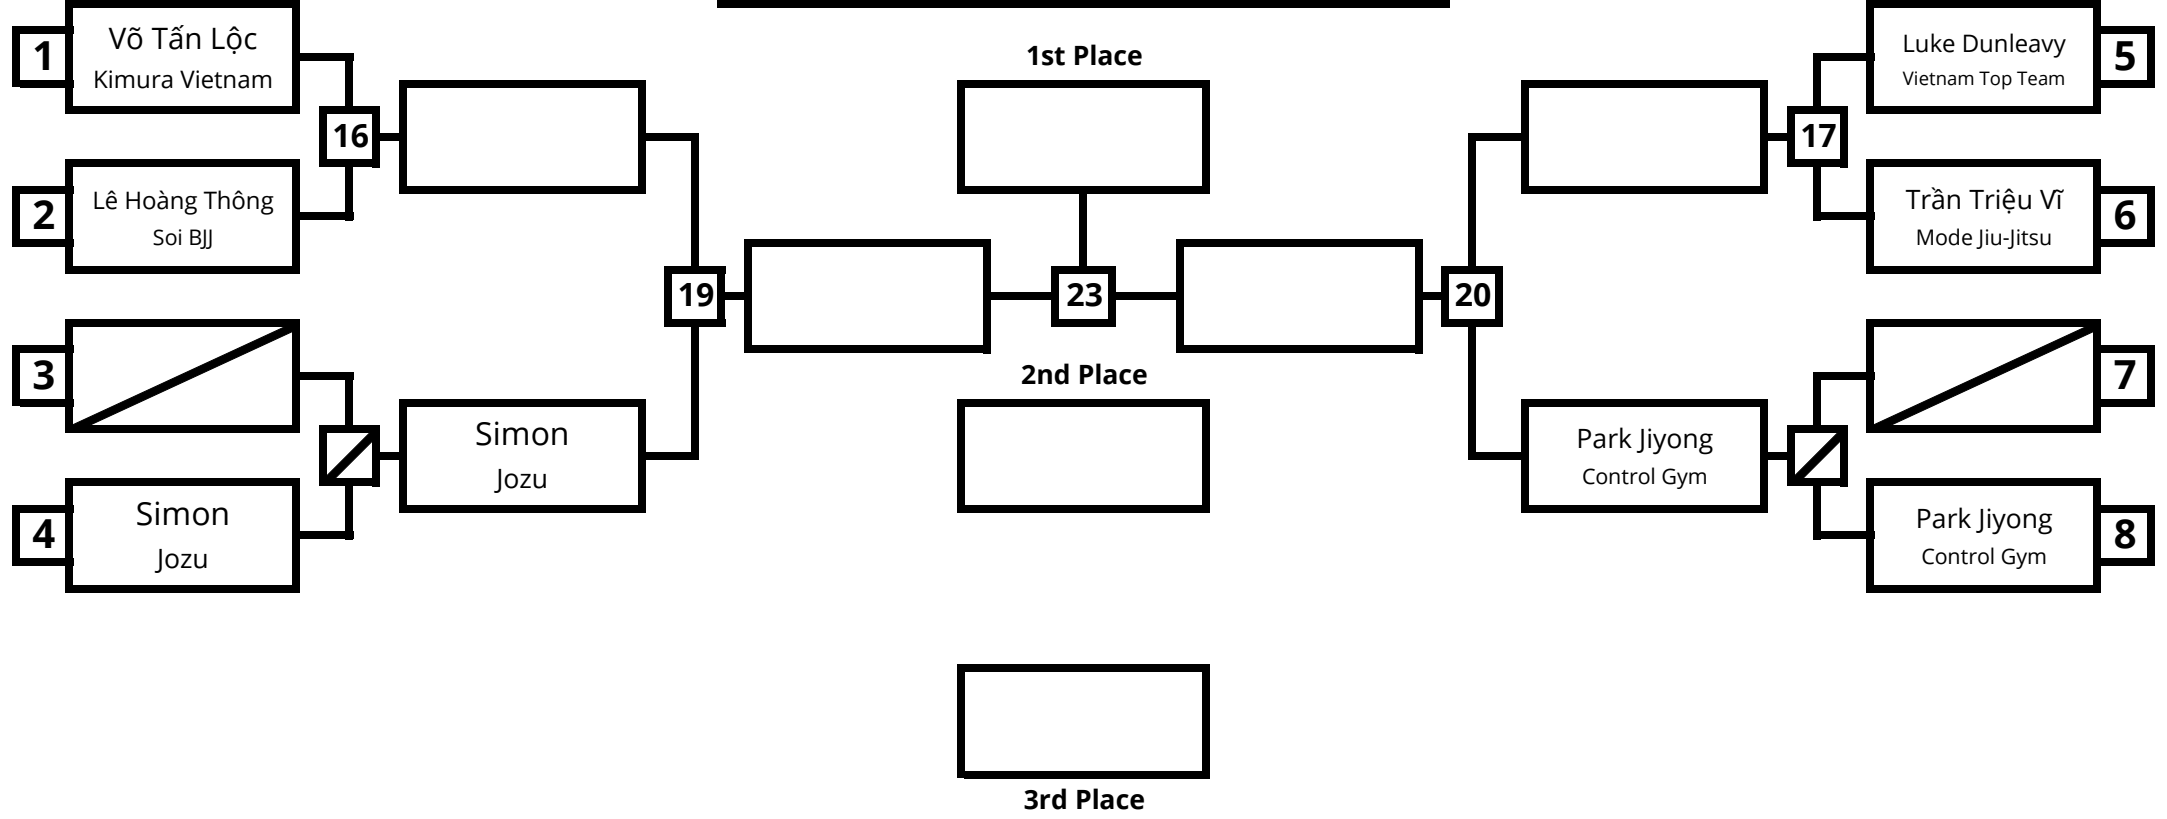 1
Võ Tấn Lộc
Kimura Vietnam
2
Lê Hoàng Thông
Soi BJJ
3
4
Simon
Jozu
16
Simon
Jozu
19
1st Place
23
2nd Place
3rd Place
20
17
Park Jiyong
Control Gym
Luke Dunleavy
Vietnam Top Team
5
Trần Triệu Vĩ
Mode Jiu-Jitsu
6
7
Park Jiyong
Control Gym
8